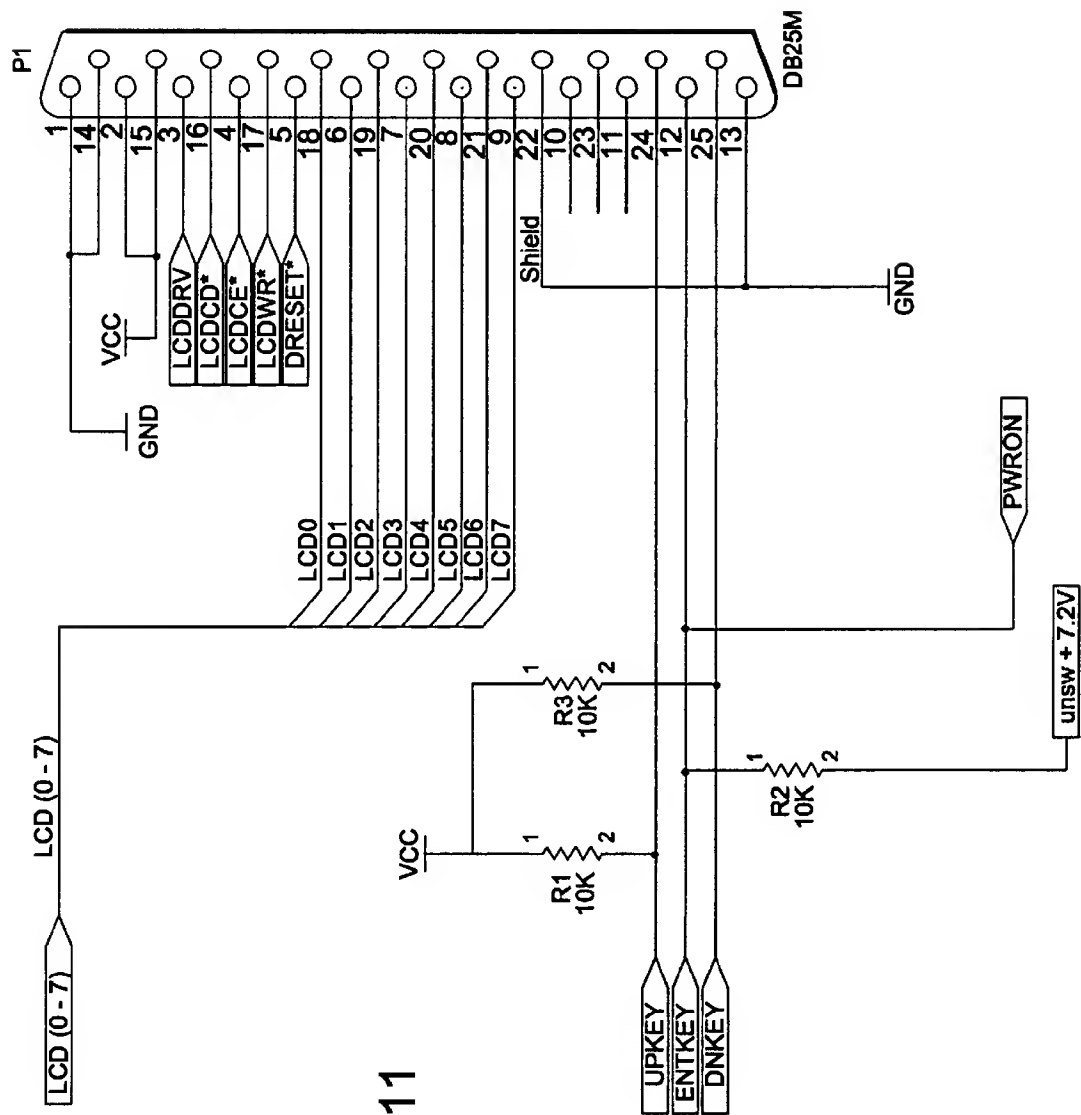 P1
1
14
2
15
3
16
4
17
5
18
6
19
7
20
8
21
9
22
10
23
11
24
12
25
13
DB25M
GND
VCC
LCDDRV
LCDCD*
LCDCE*
LCDWR*
DRESET*
LCD0
LCD1
LCD2
LCD3
LCD4
LCD5
LCD6
LCD7
Shield
GND
LCD (0 - 7)
LCD (0 - 7)
VCC
1
R1
10K
2
1
R3
10K
2
1
R2
10K
2
PWRON
unsw + 7.2V
UPKEY
ENTKEY
DNKEY
11